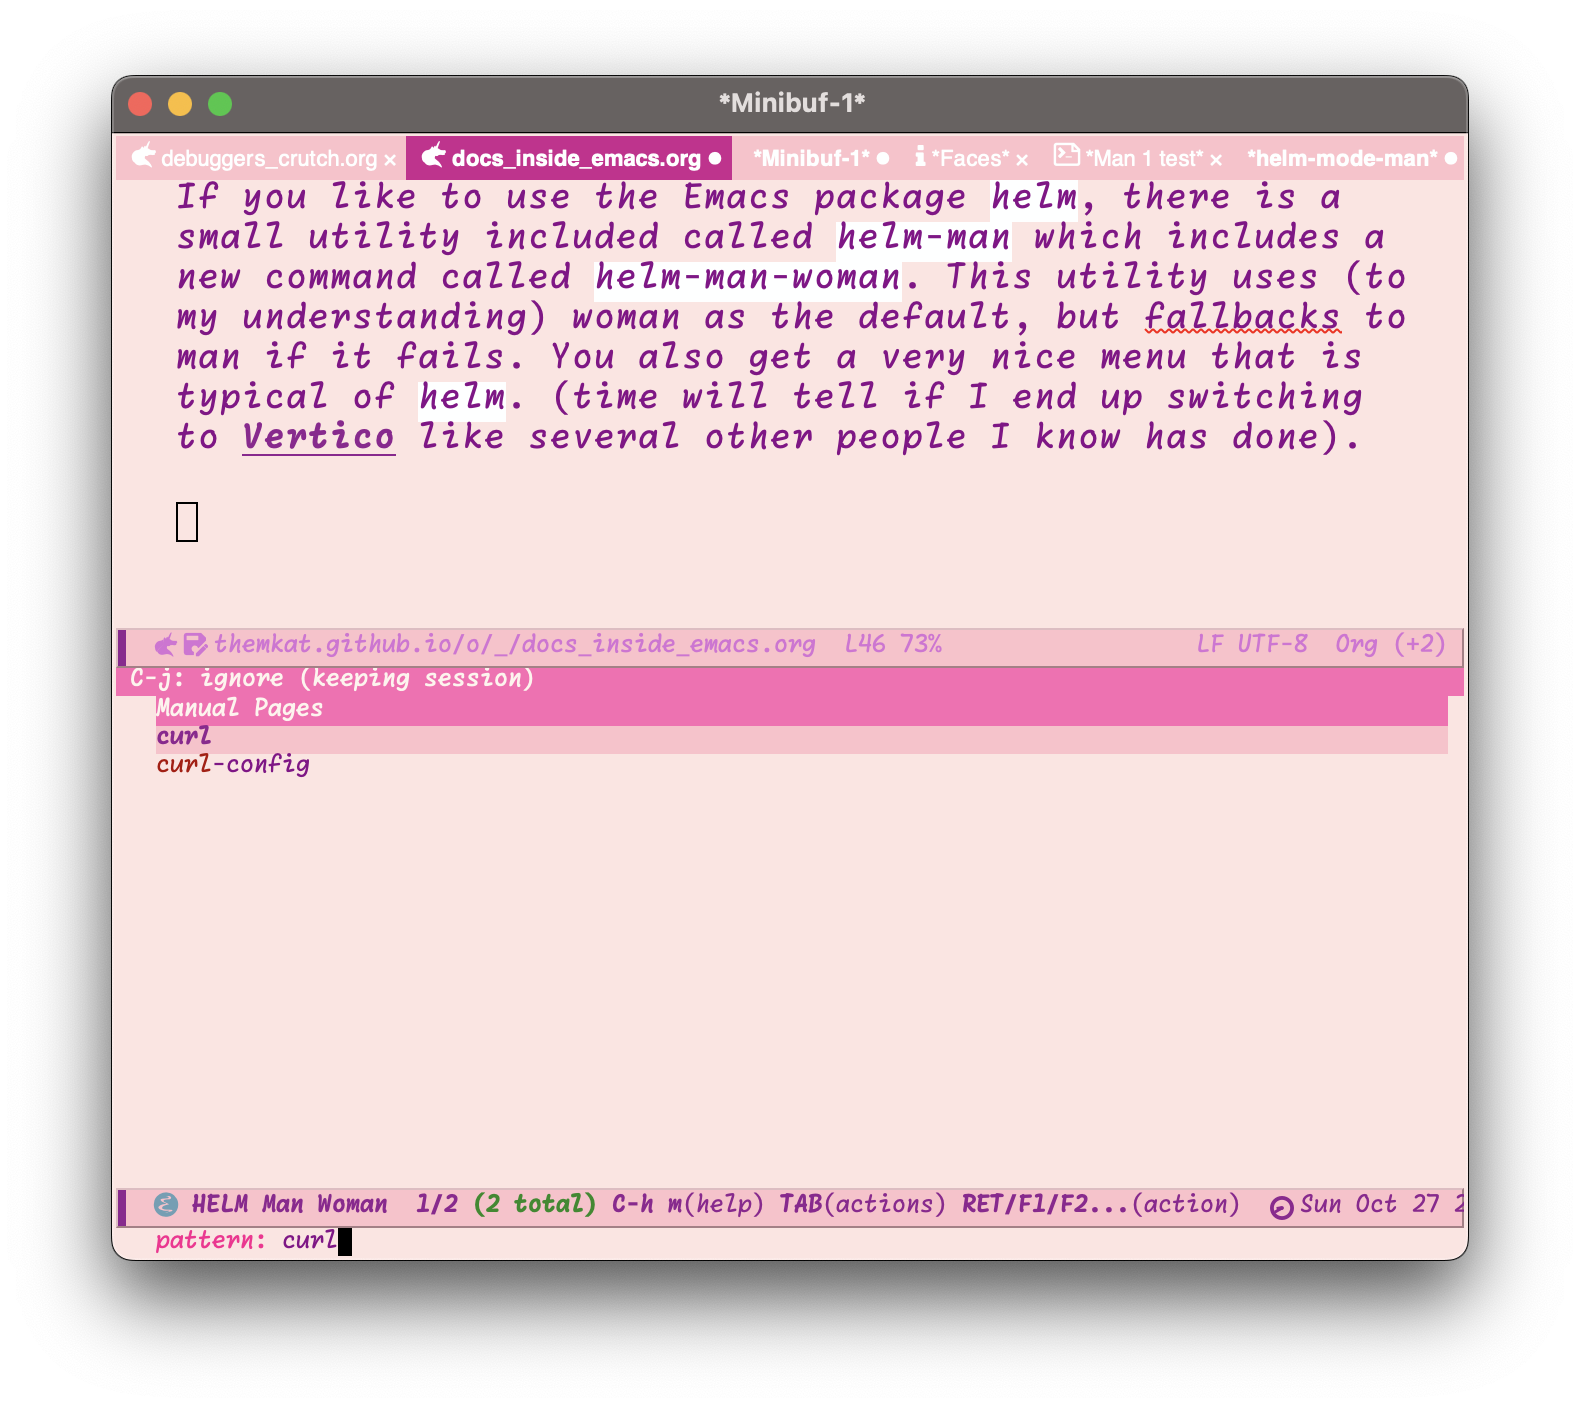 *Minibuf-1*
debuggers_crutch.org × docs_inside_emacs.org ● *Minibuf-1* ● *Faces* × *Man 1 test* × *helm-mode-man* ●
If you like to use the Emacs package helm, there is a
small utility included called helm-man which includes a
new command called helm-man-woman. This utility uses (to
my understanding) woman as the default, but fallbacks to
man if it fails. You also get a very nice menu that is
typical of helm. (time will tell if I end up switching
to Vertico like several other people I know has done).
themkat.github.io/o/_/docs_inside_emacs.org L46 73% LF UTF-8 Org (+2)
C-j: ignore (keeping session)
Manual Pages
curl
curl-config
HELM Man Woman 1/2 (2 total) C-h m(help) TAB(actions) RET/F1/F2...(action) Sun Oct 27 2
pattern: curl